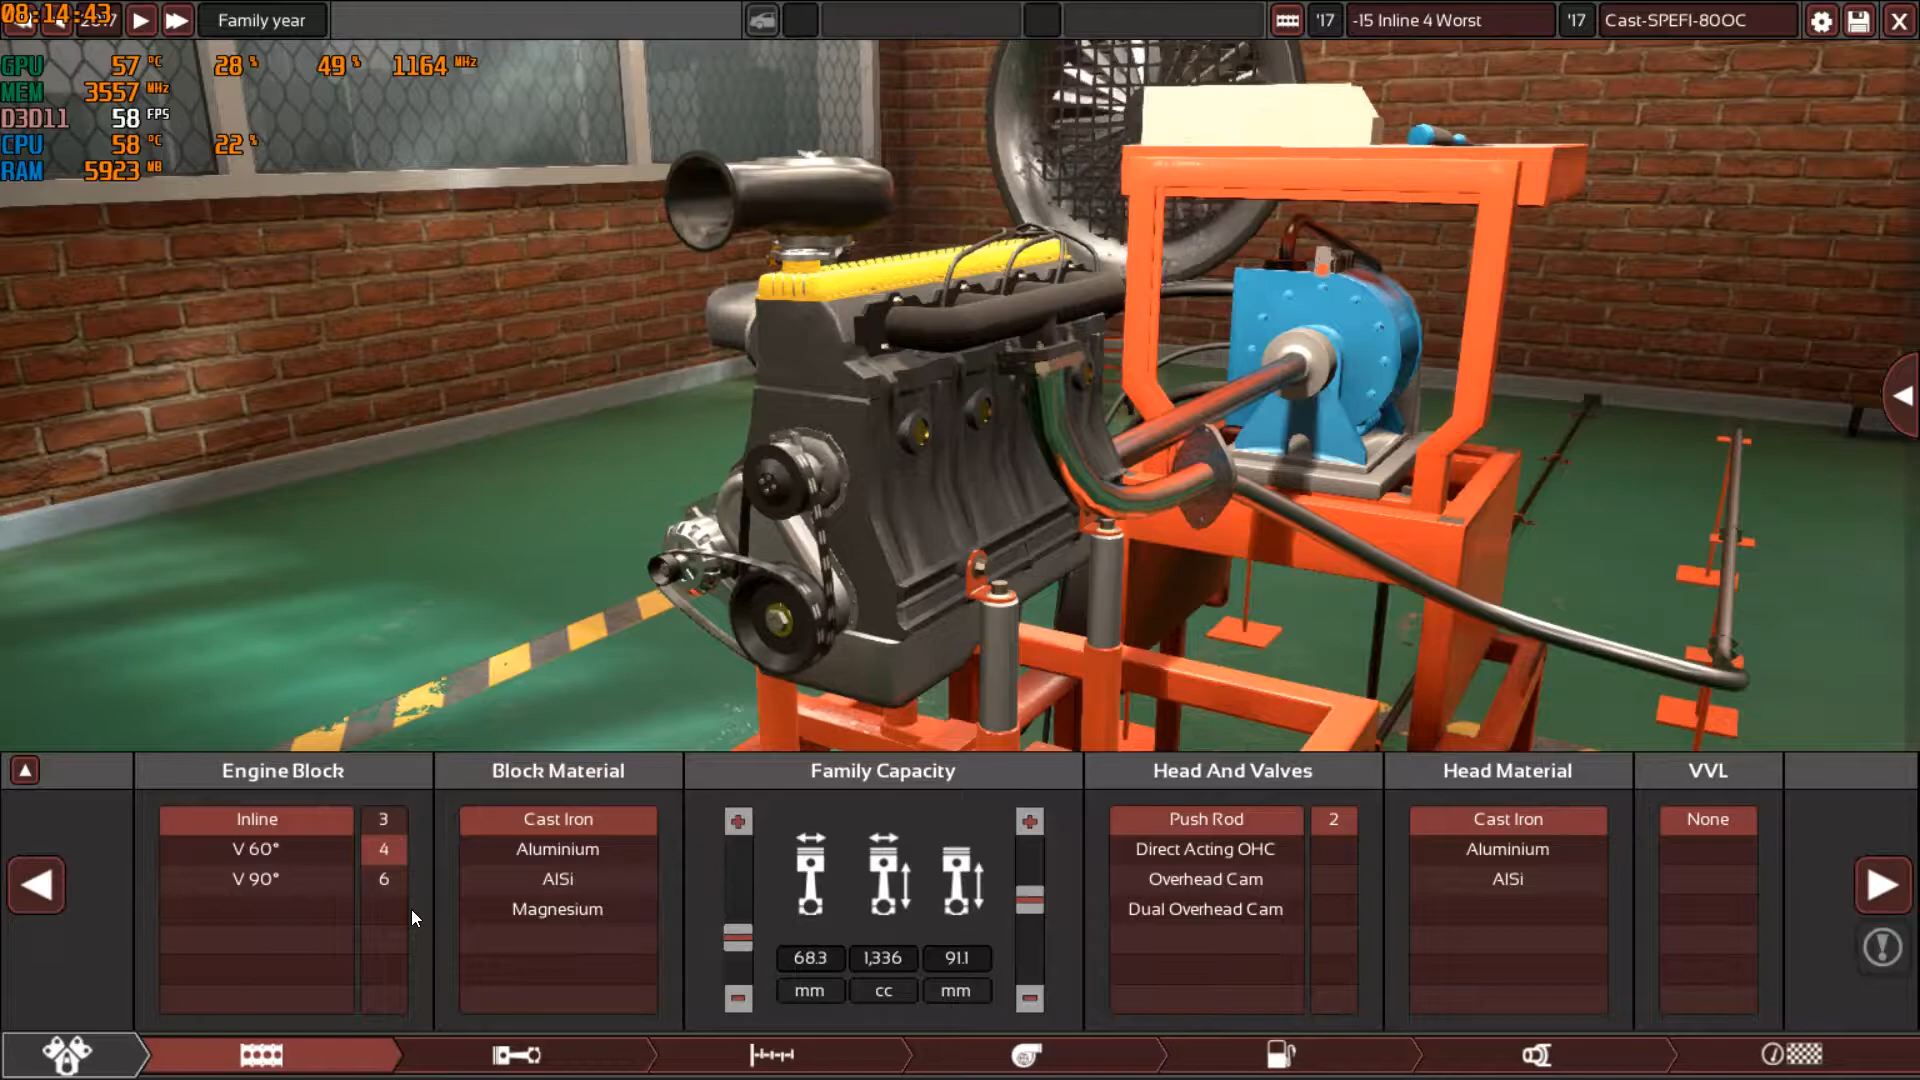 08:14:43
2017
Family year
'17
-15 Inline 4 Worst
'17
Cast-SPEFI-80OC
GPU 57 °C 28 % 49 % 1164 MHz
MEM 3557 MHz
D3D11 58 FPS
CPU 58 °C 22 %
RAM 5923 MB
Engine Block
Inline 3
V 60° 4
V 90° 6
Block Material
Cast Iron
Aluminium
AlSi
Magnesium
Family Capacity
68.3 1,336 91.1
mm cc mm
Head And Valves
Push Rod 2
Direct Acting OHC
Overhead Cam
Dual Overhead Cam
Head Material
Cast Iron
Aluminium
AlSi
VVL
None